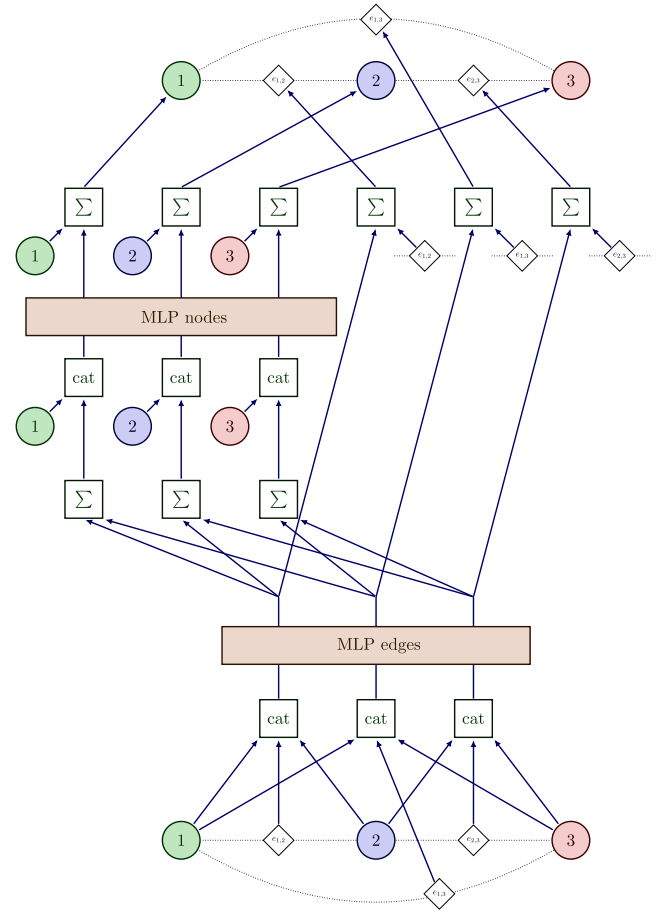 e1,3
1 e1,2 2 e2,3 3
Σ Σ Σ Σ Σ Σ
1 2 3 e1,2 e1,3 e2,3
MLP nodes
cat cat cat
1 2 3
Σ Σ Σ
MLP edges
cat cat cat
1 e1,2 2 e2,3 3
e1,3